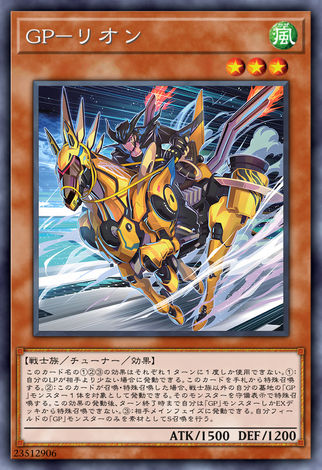 GP－リオン
風
【戦士族／チューナー／効果】
このカード名の①②③の効果はそれぞれ１ターンに１度しか使用できない。①：
自分のLPが相手より少ない場合に発動できる。このカードを手札から特殊召喚
する。②：このカードが召喚・特殊召喚した場合、戦士族以外の自分の墓地の「GP」
モンスター１体を対象として発動できる。そのモンスターを守備表示で特殊召
喚する。この効果の発動後、ターン終了時まで自分は「GP」モンスターしかEXデ
ッキから特殊召喚できない。③：相手メインフェイズに発動できる。自分フィー
ルドの「GP」モンスターのみを素材としてS召喚を行う。
ATK/1500 DEF/1200
23512906